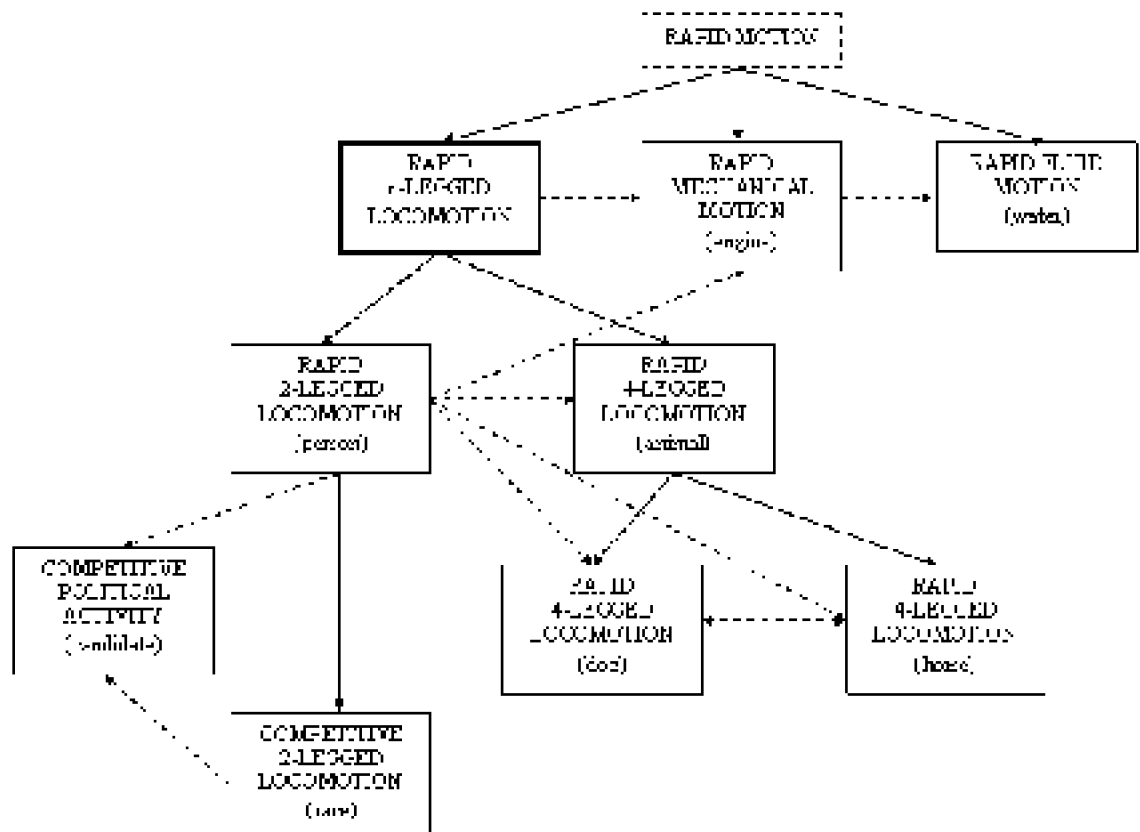 RAPID MOTION
RAPID
n-LEGGED
LOCOMOTION
RAPID
MECHANICAL
MOTION
(engine)
RAPID FLUID
MOTION
(water)
RAPID
2-LEGGED
LOCOMOTION
(person)
RAPID
4-LEGGED
LOCOMOTION
(animal)
COMPETITIVE
POLITICAL
ACTIVITY
(candidate)
RAPID
4-LEGGED
LOCOMOTION
(dog)
RAPID
4-LEGGED
LOCOMOTION
(horse)
COMPETITIVE
2-LEGGED
LOCOMOTION
(race)